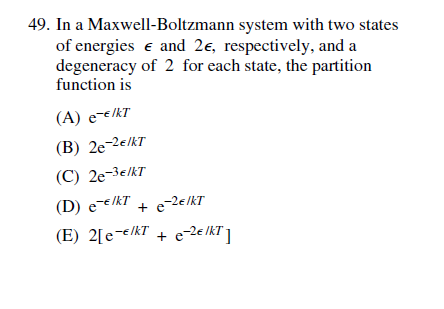 49. In a Maxwell-Boltzmann system with two states
of energies ϵ and 2ϵ, respectively, and a
degeneracy of 2 for each state, the partition
function is
(A) e^{-ϵ/kT}
(B) 2e^{-2ϵ/kT}
(C) 2e^{-3ϵ/kT}
(D) e^{-ϵ/kT} + e^{-2ϵ/kT}
(E) 2[e^{-ϵ/kT} + e^{-2ϵ/kT}]